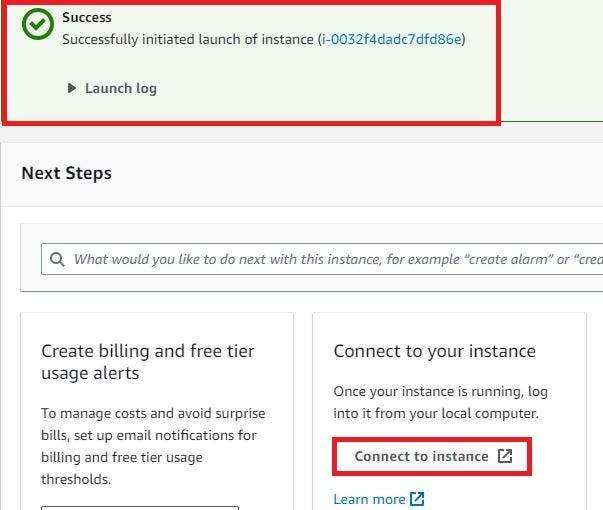 Success
Successfully initiated launch of instance (i-0032f4dadc7dfd86e)
Launch log
Next Steps
What would you like to do next with this instance, for example “create alarm” or “crea
Create billing and free tier
usage alerts
To manage costs and avoid surprise
bills, set up email notifications for
billing and free tier usage
thresholds.
Connect to your instance
Once your instance is running, log
into it from your local computer.
Connect to instance
Learn more